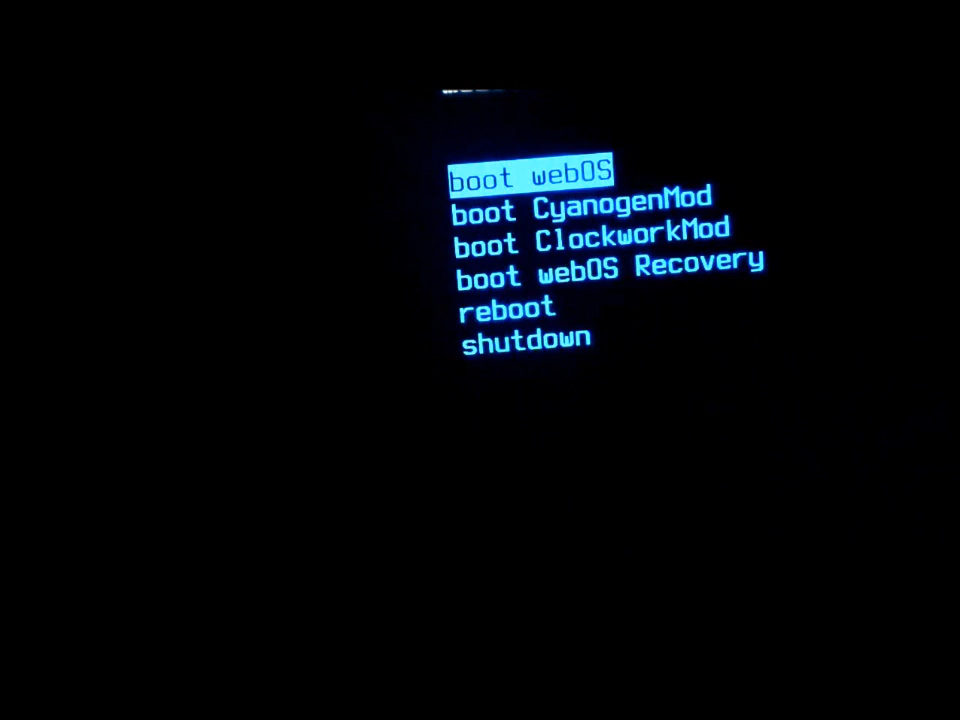 boot webOS
boot CyanogenMod
boot ClockworkMod
boot webOS Recovery
reboot
shutdown